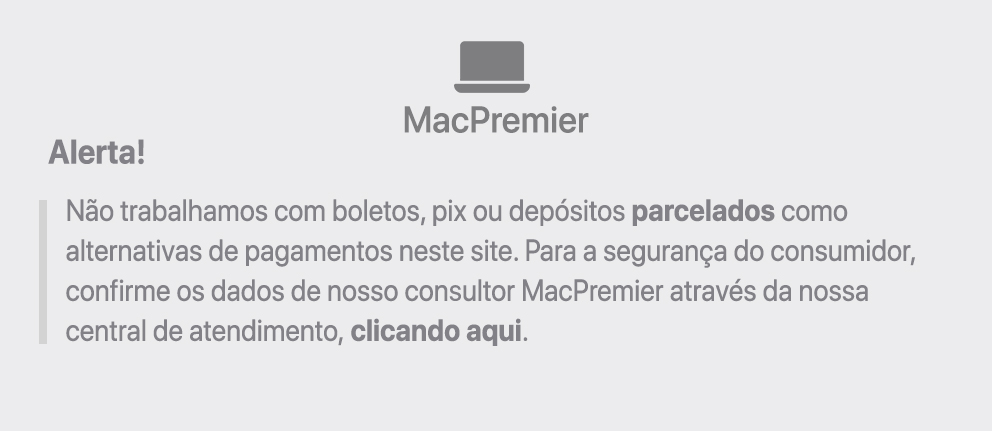 MacPremier
Alerta!
Não trabalhamos com boletos, pix ou depósitos parcelados como
alternativas de pagamentos neste site. Para a segurança do consumidor,
confirme os dados de nosso consultor MacPremier através da nossa
central de atendimento, clicando aqui.